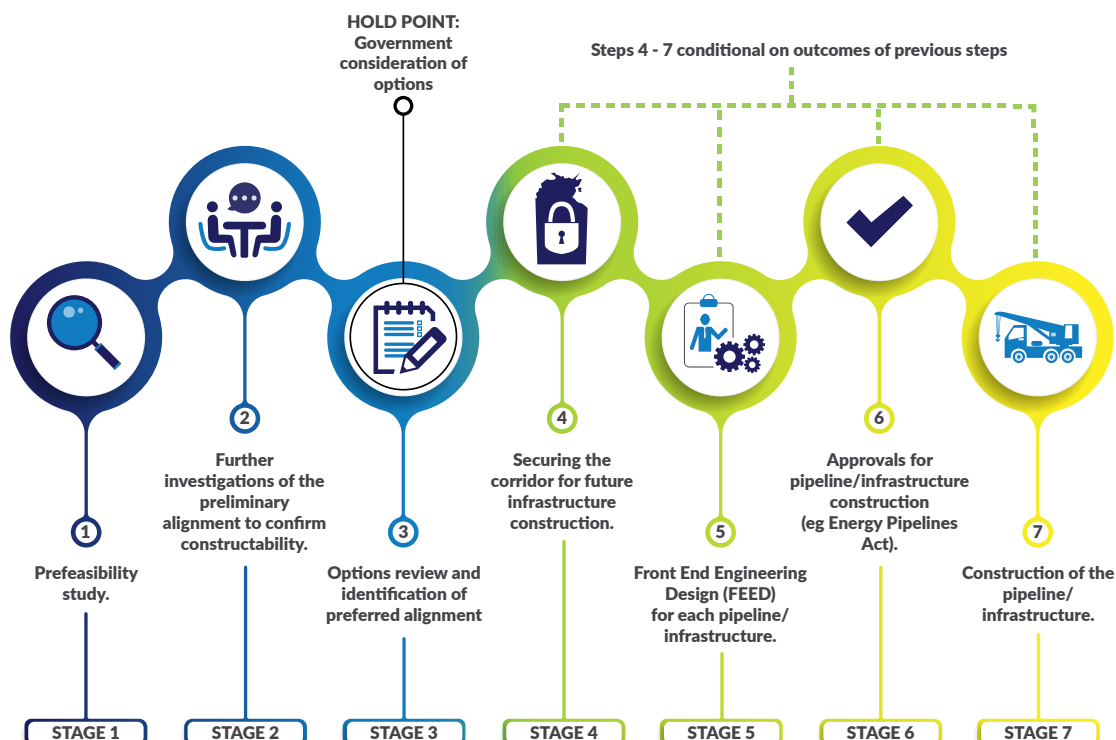 HOLD POINT:
Government
consideration of
options
Steps 4 - 7 conditional on outcomes of previous steps
1
Prefeasibility
study.
2
Further
investigations of the
preliminary
alignment to confirm
constructability.
3
Options review and
identification of
preferred alignment
4
Securing the
corridor for future
infrastructure
construction.
5
Front End Engineering
Design (FEED)
for each pipeline/
infrastructure.
6
Approvals for
pipeline/infrastructure
construction
(eg Energy Pipelines
Act).
7
Construction of the
pipeline/
infrastructure.
STAGE 1
STAGE 2
STAGE 3
STAGE 4
STAGE 5
STAGE 6
STAGE 7